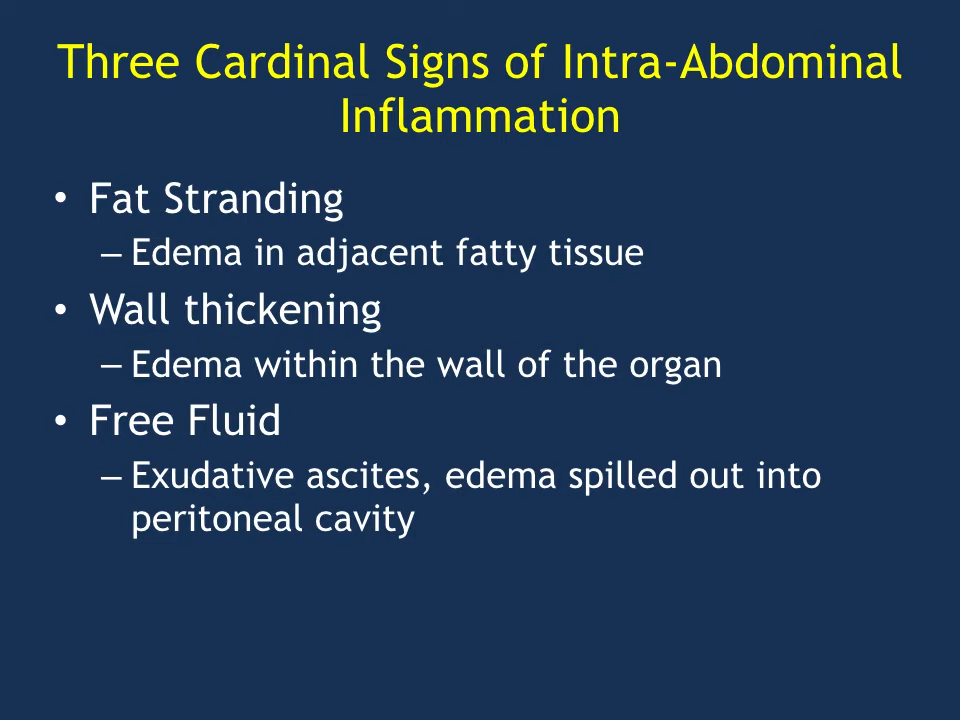 Three Cardinal Signs of Intra-Abdominal
Inflammation
• Fat Stranding
– Edema in adjacent fatty tissue
• Wall thickening
– Edema within the wall of the organ
• Free Fluid
– Exudative ascites, edema spilled out into
peritoneal cavity